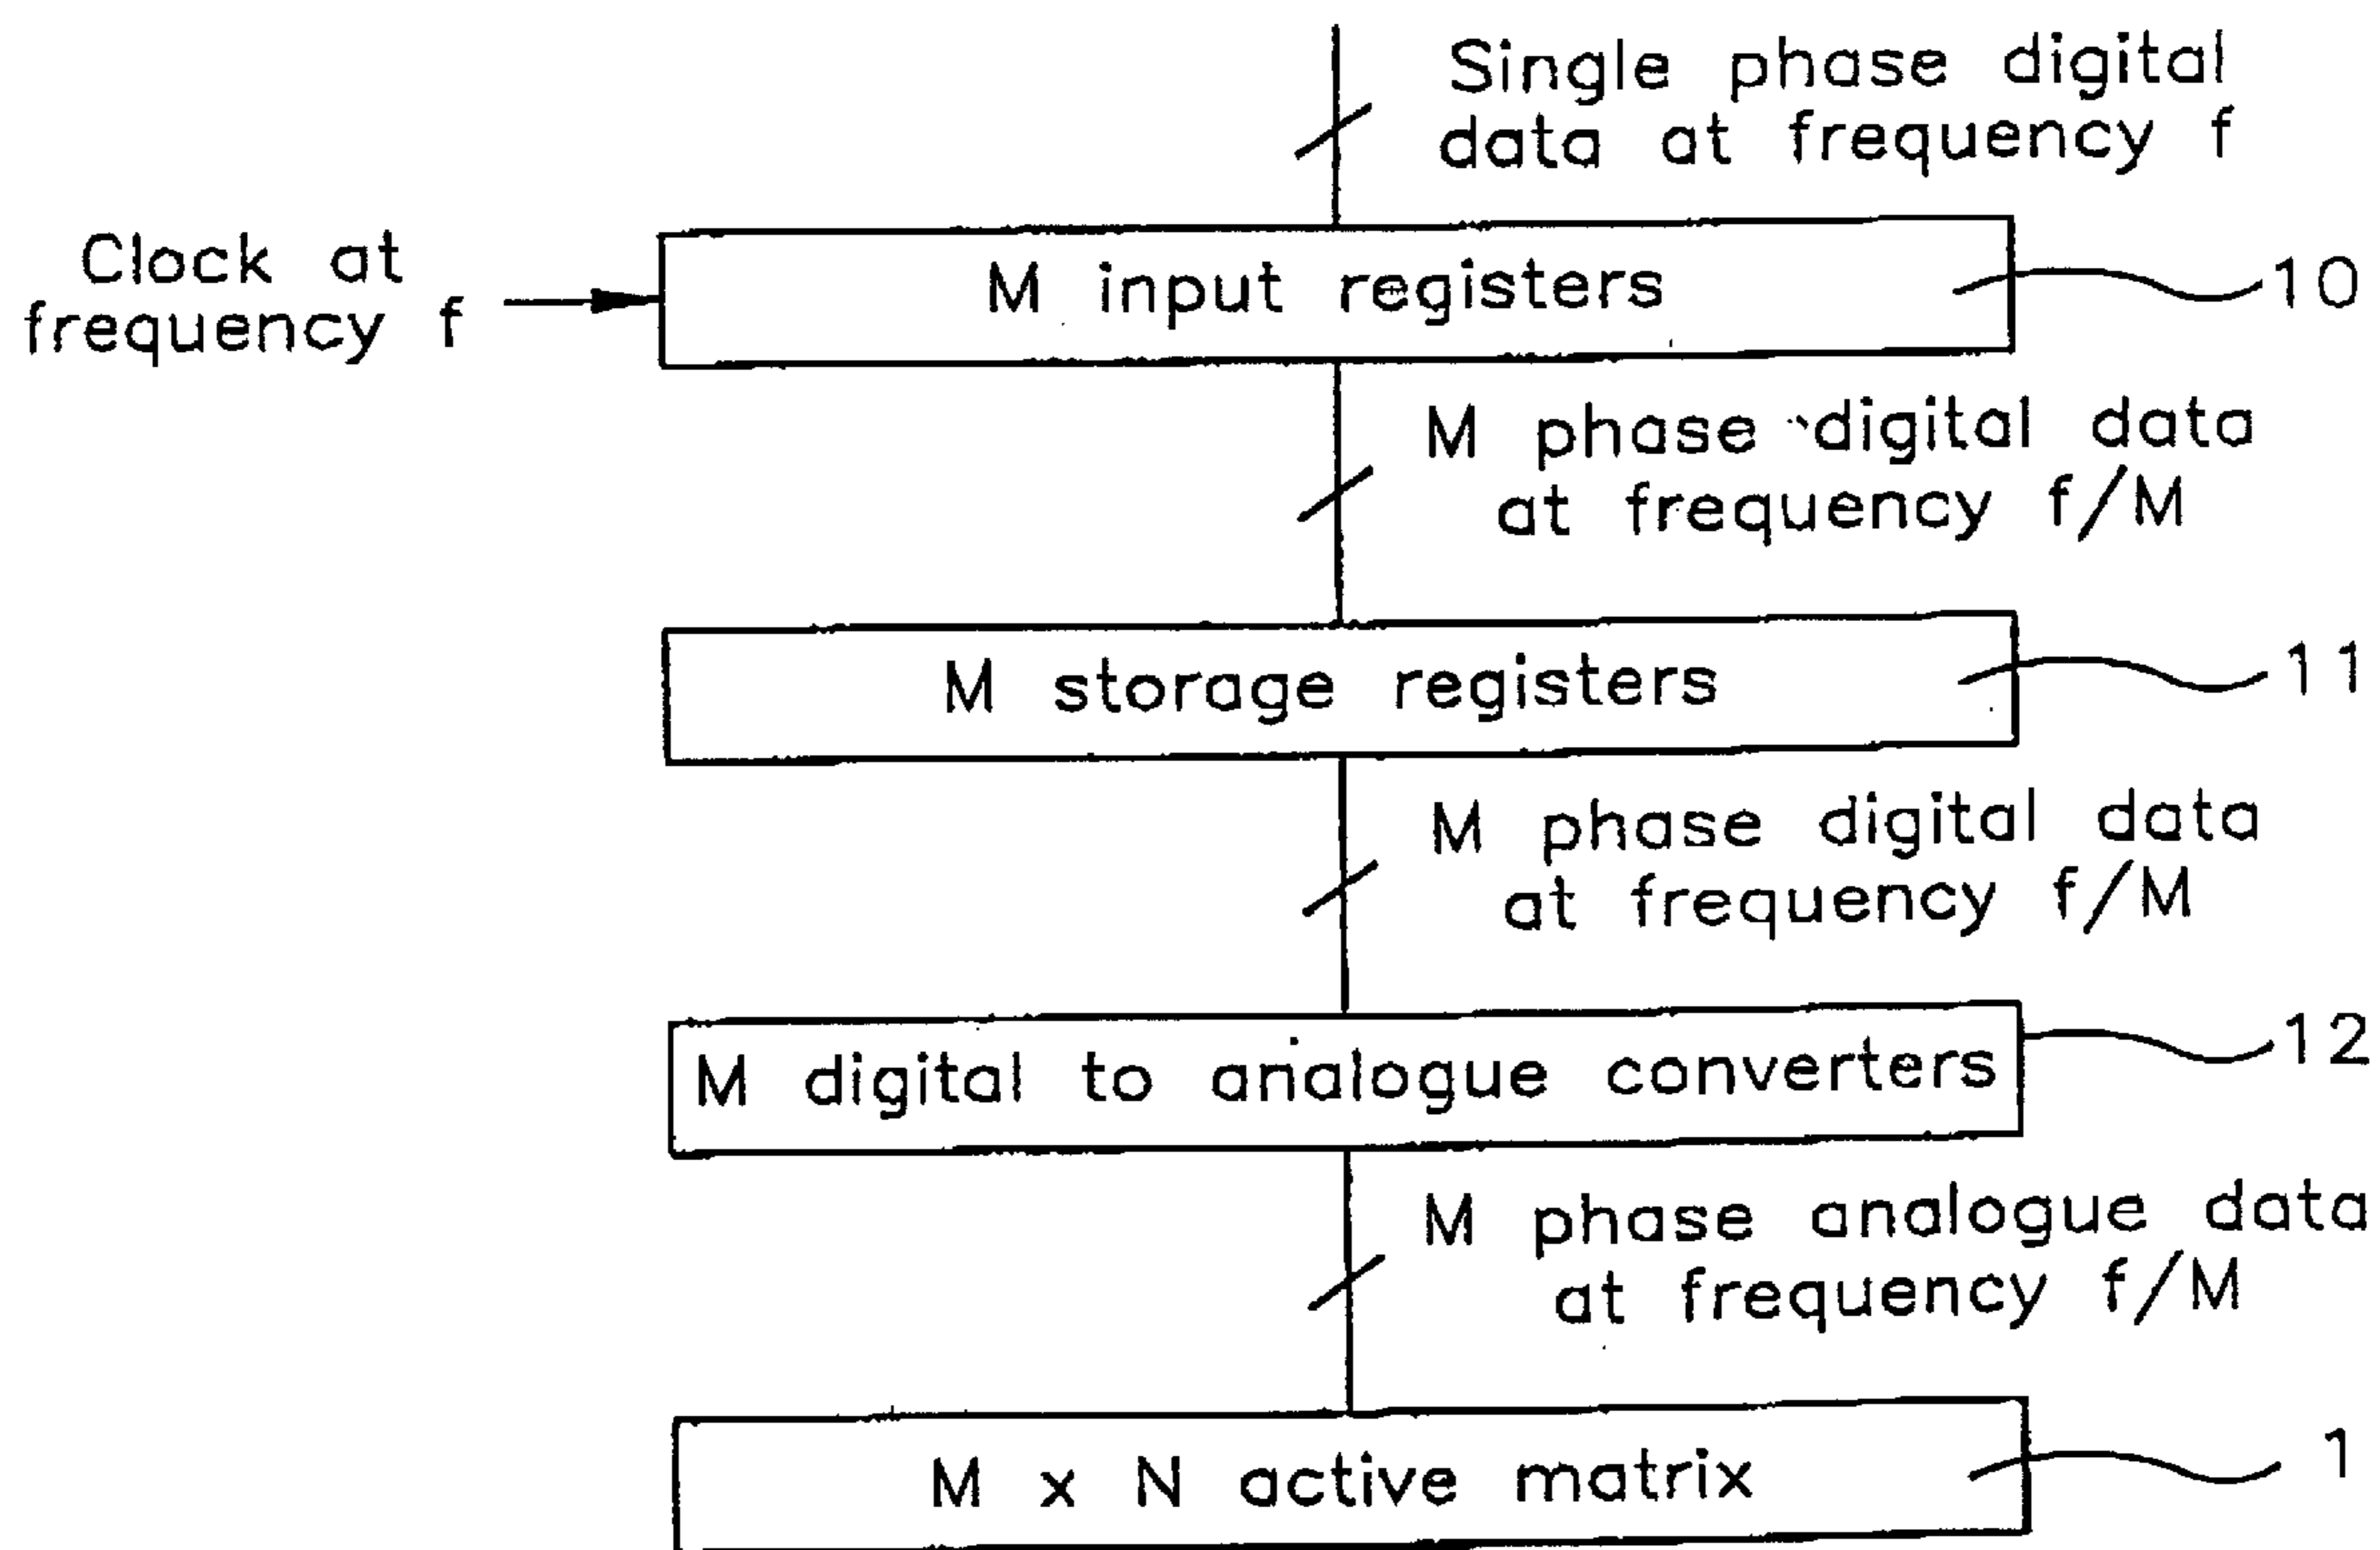 Single phase digital
data at frequency f
Clock at
frequency f
M input registers
10
M phase digital data
at frequency f/M
M storage registers
11
M phase digital data
at frequency f/M
M digital to analogue converters
12
M phase analogue data
at frequency f/M
M x N active matrix
1